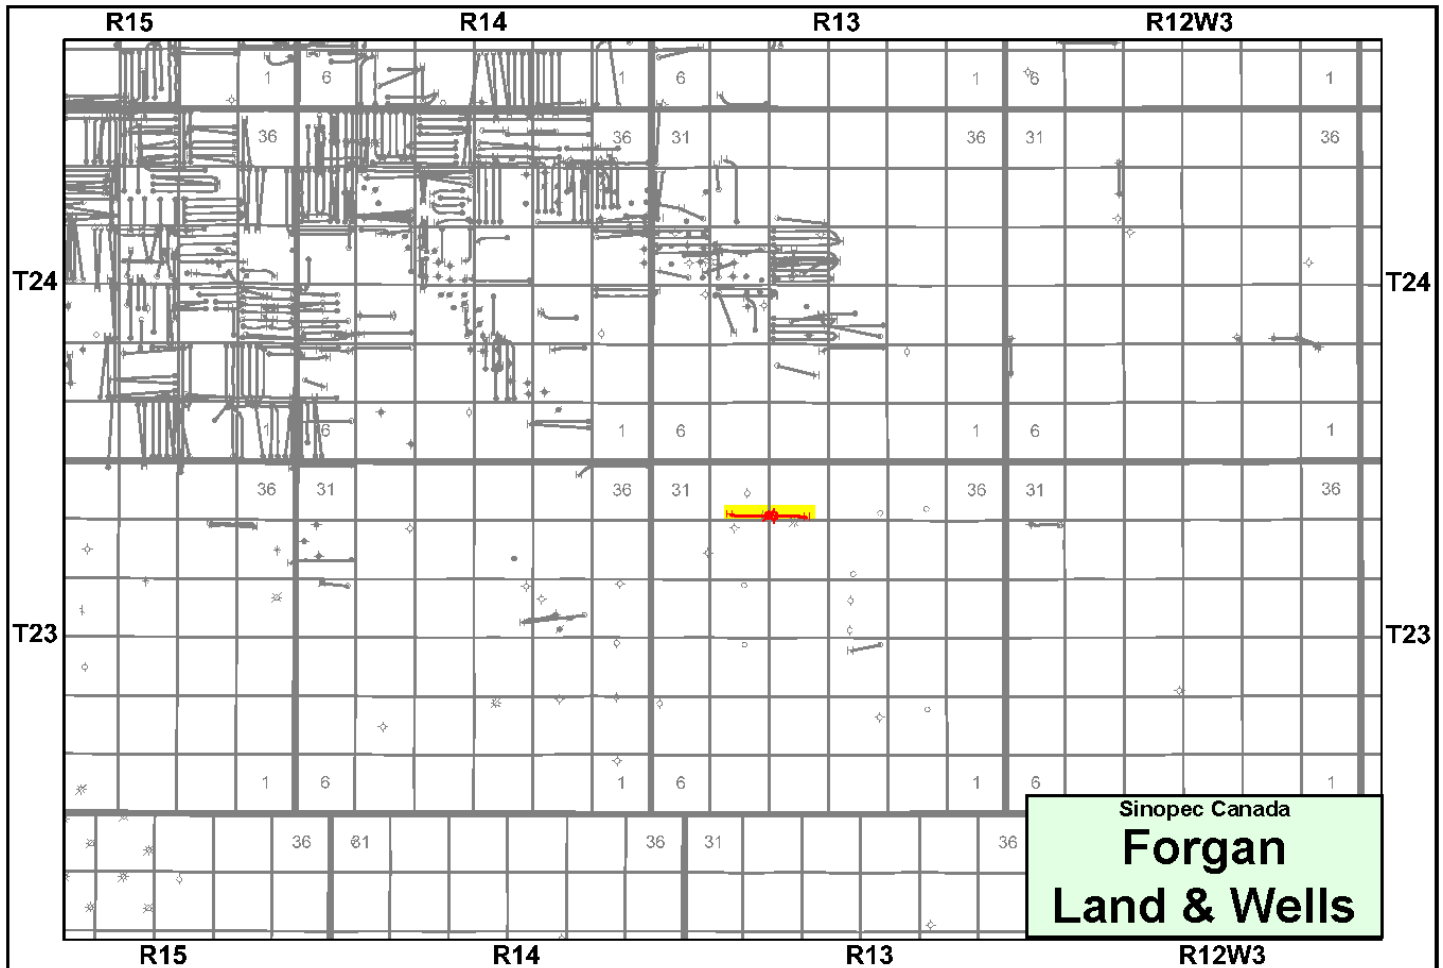 R15 R14 R13 R12W3
1 6 1 6 1 6 1
36 36 31 36 31 36
T24 T24
1 6 1 6 1 6 1
36 31 36 31 36 31 36
T23 T23
1 6 1 6 1 6 1
Sinopec Canada
36 31 36 31 36
Forgan
Land & Wells
R15 R14 R13 R12W3